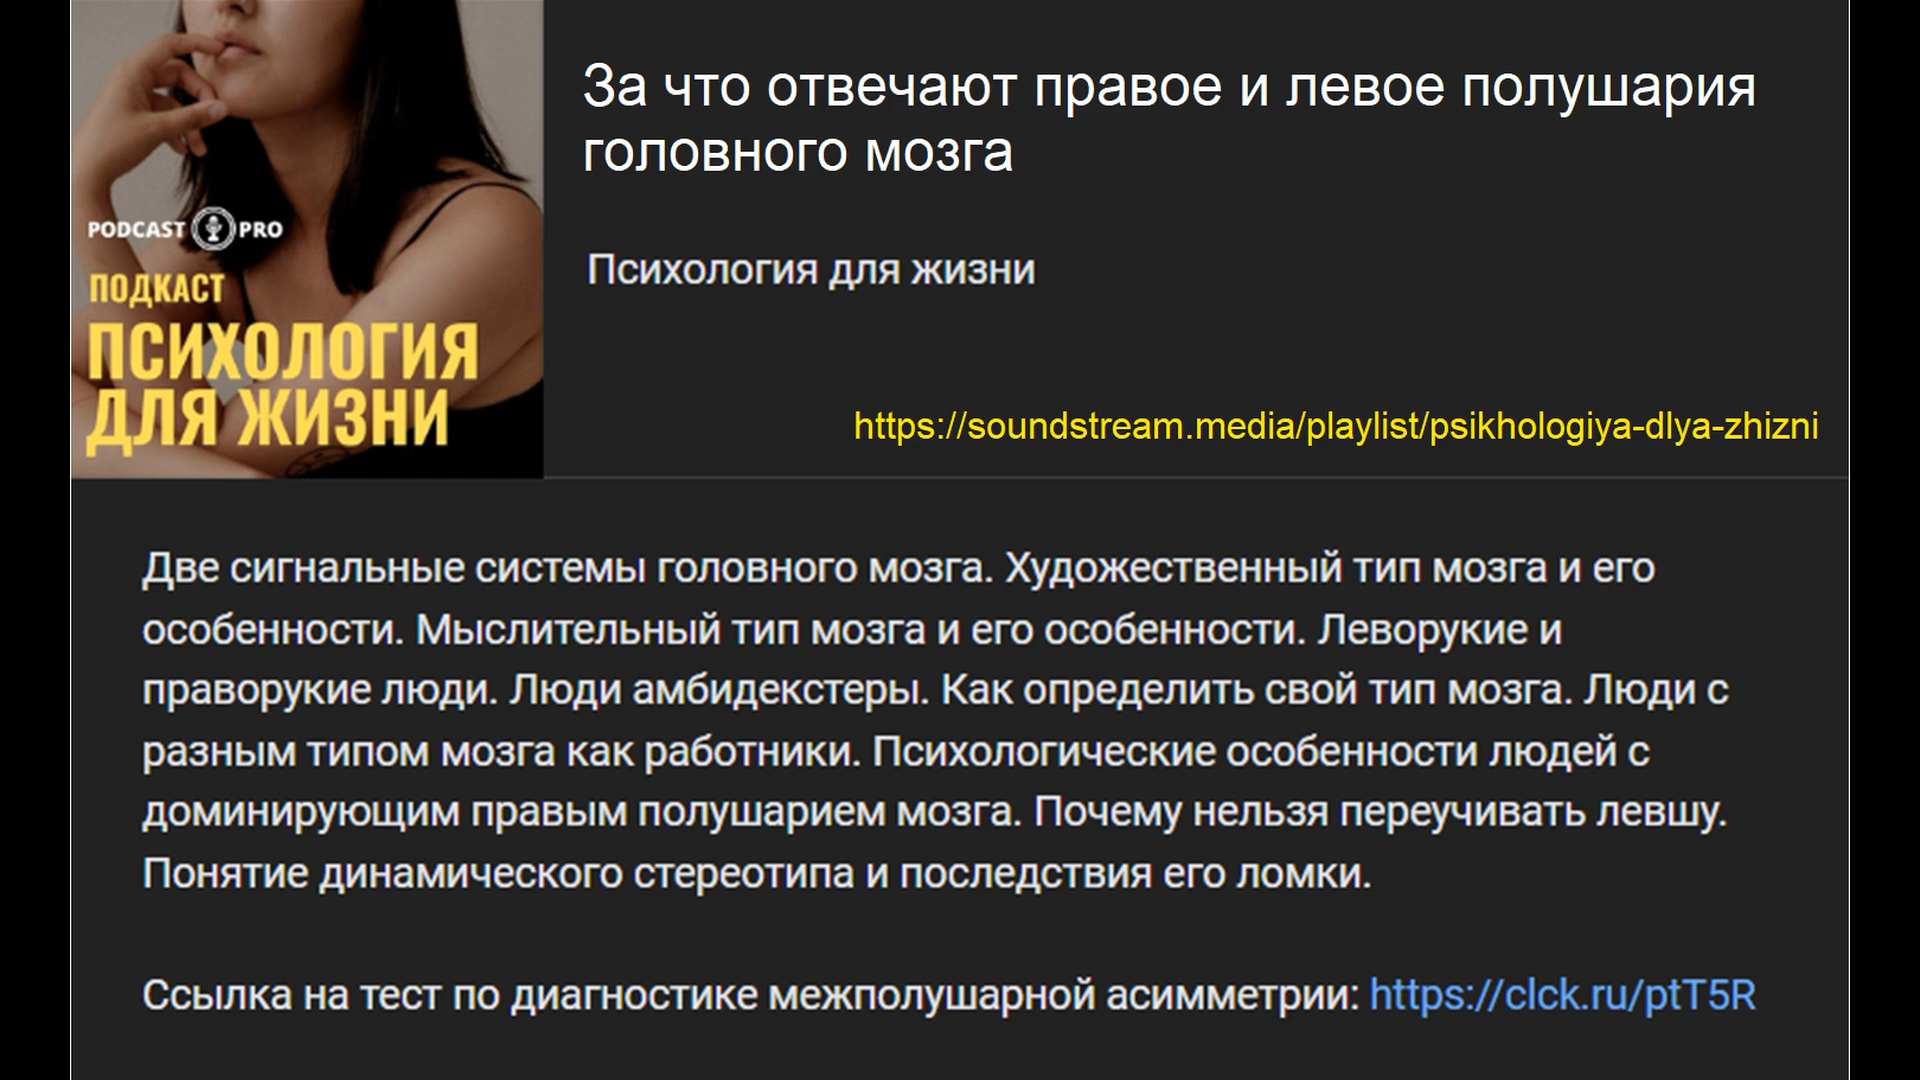 За что отвечают правое и левое полушария
головного мозга
Психология для жизни
https://soundstream.media/playlist/psikhologiya-dlya-zhizni
PODCAST PRO
ПОДКАСТ
ПСИХОЛОГИЯ
ДЛЯ ЖИЗНИ
Две сигнальные системы головного мозга. Художественный тип мозга и его
особенности. Мыслительный тип мозга и его особенности. Леворукие и
праворукие люди. Люди амбидекстеры. Как определить свой тип мозга. Люди с
разным типом мозга как работники. Психологические особенности людей с
доминирующим правым полушарием мозга. Почему нельзя переучивать левшу.
Понятие динамического стереотипа и последствия его ломки.
Ссылка на тест по диагностике межполушарной асимметрии: https://clck.ru/ptT5R